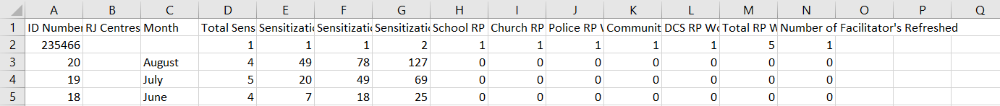 A B C D E F G H I J K L M N O P Q
1 ID Number RJ Centres Month Total Sens Sensitizati Sensitizati Sensitizati School RP Church RP Police RP Communit DCS RP Wo Total RP W Number of Facilitator's Refreshed
2 235466 1 1 1 2 1 1 1 1 1 5 1
3 20 August 4 49 78 127 0 0 0 0 0 0 0
4 19 July 5 20 49 69 0 0 0 0 0 0 0
5 18 June 4 7 18 25 0 0 0 0 0 0 0